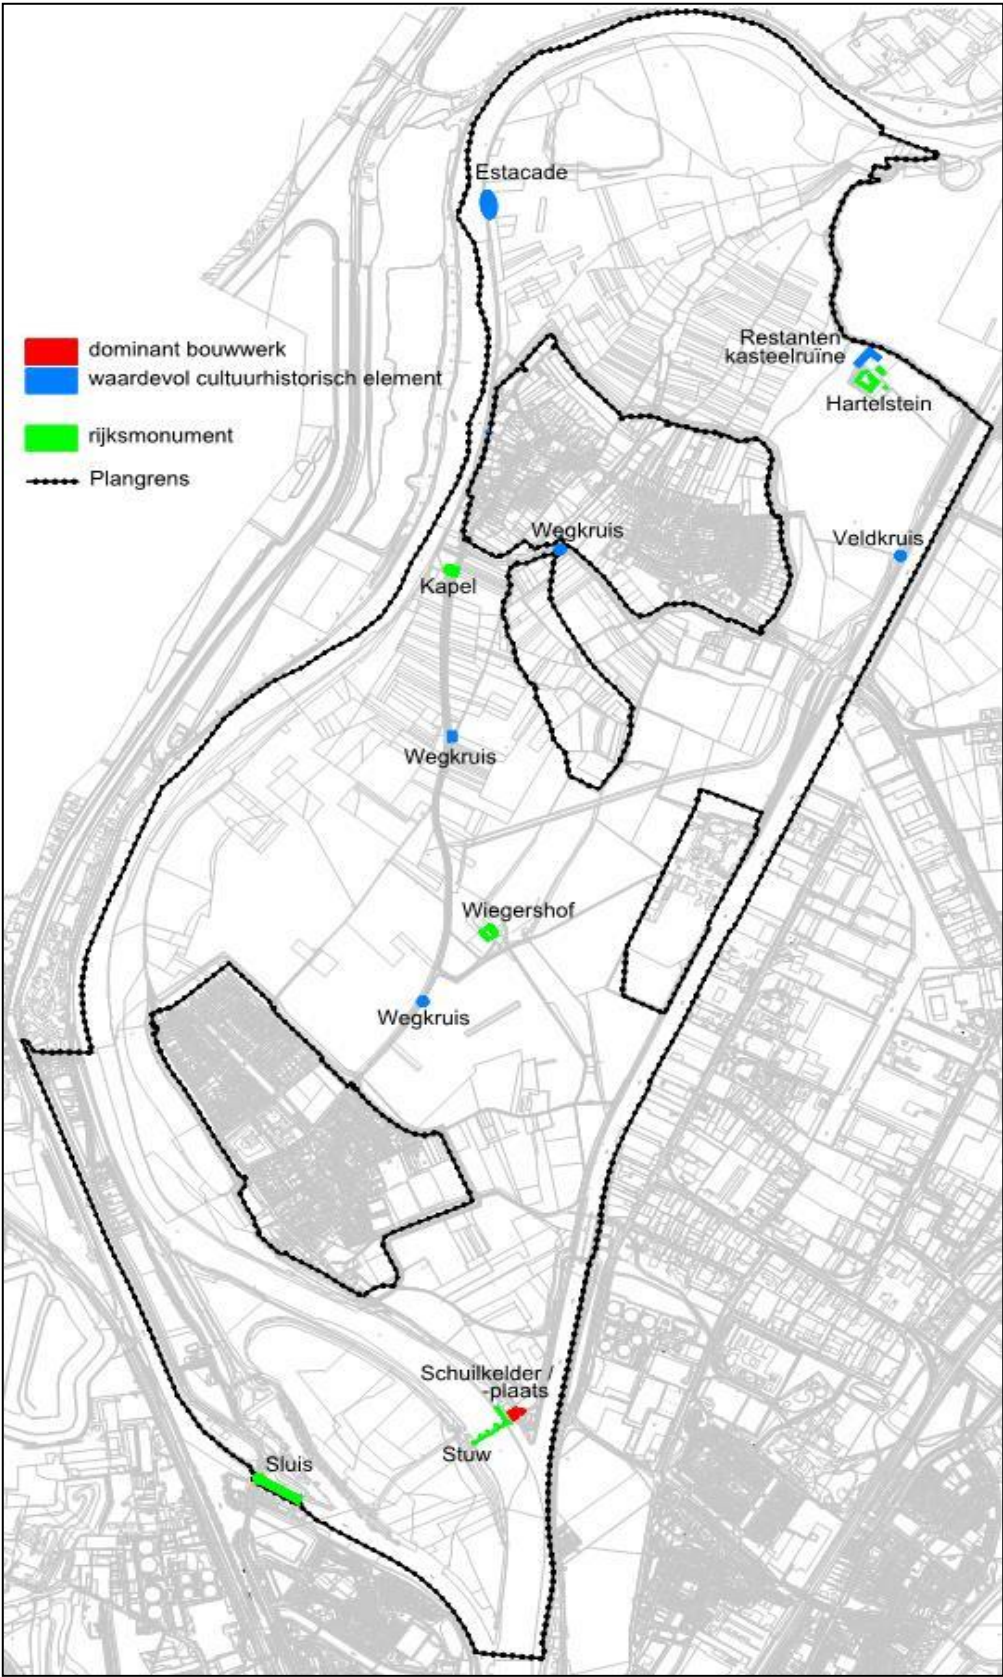 Estacade
dominant bouwwerk
waardevol cultuurhistorisch element
rijksmonument
Plangrens
Restanten
kasteelruïne
Hartelstein
Wegkruis
Veldkruis
Kapel
Wegkruis
Wiegershof
Wegkruis
Schuilkelder /
-plaats
Stuw
Sluis